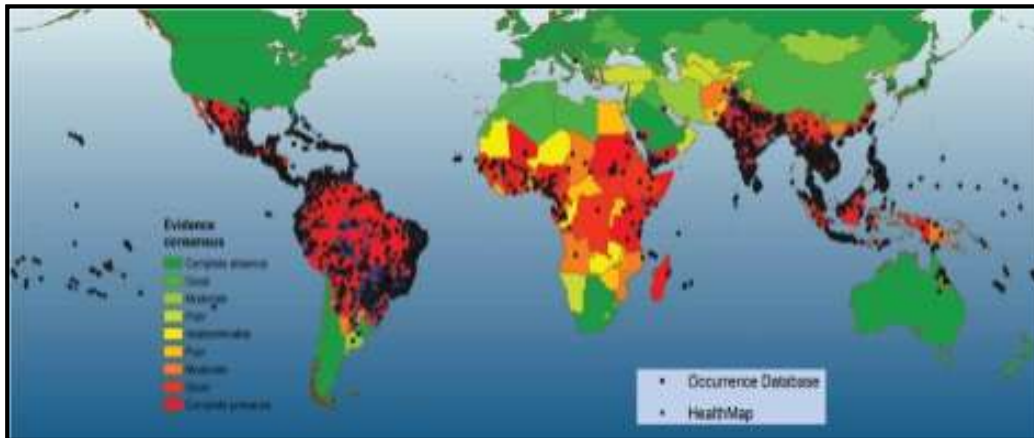 Evidence
consensus
Complete absence
Good
Moderate
Poor
Indeterminate
Poor
Moderate
Good
Complete presence
Occurrence Database
HealthMap